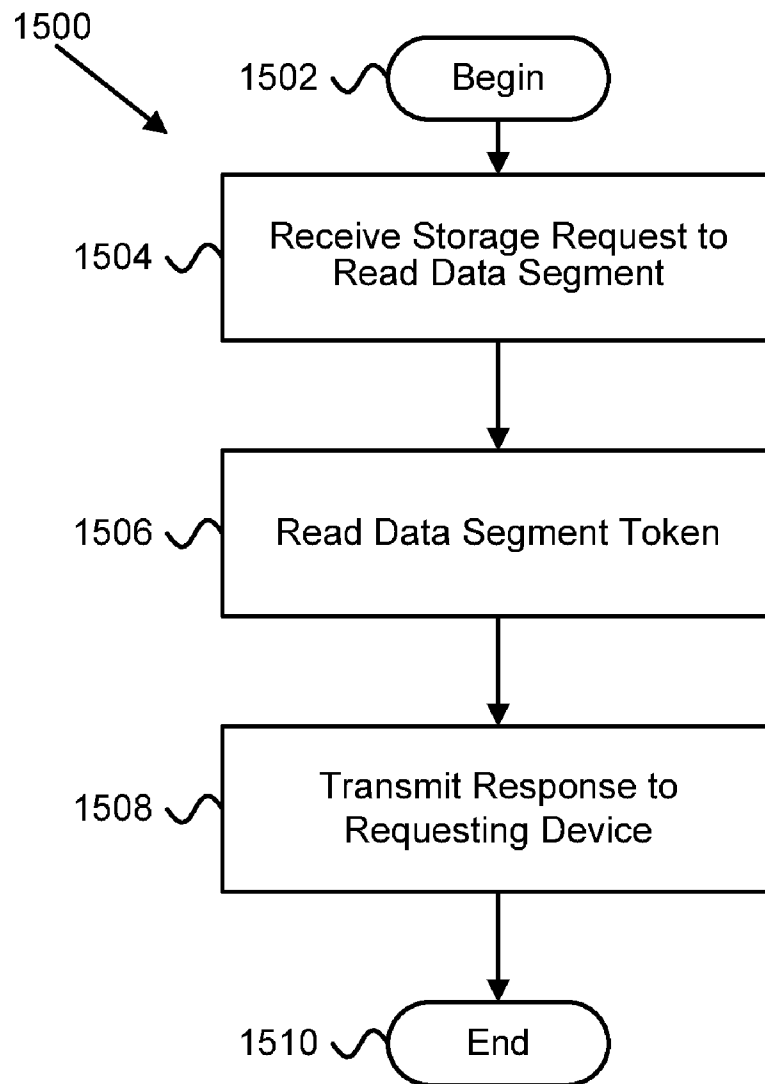 1500
1502
Begin
1504
Receive Storage Request to
Read Data Segment
1506
Read Data Segment Token
1508
Transmit Response to
Requesting Device
1510
End